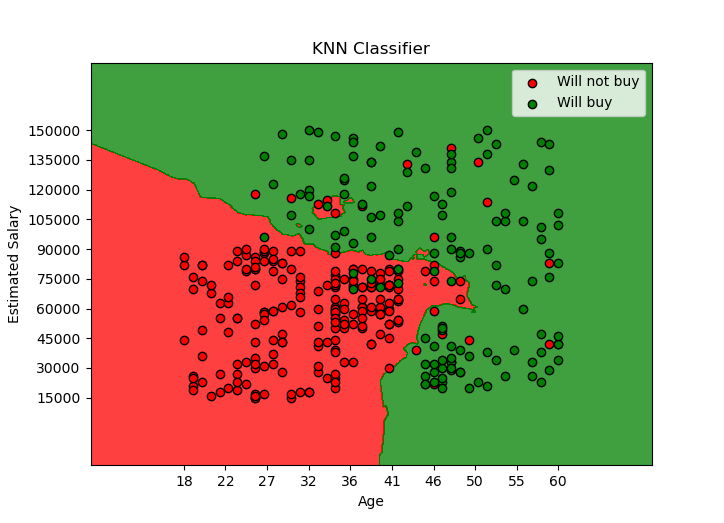 KNN Classifier
Will not buy
Will buy
Estimated Salary
150000
135000
120000
105000
90000
75000
60000
45000
30000
15000
18 22 27 32 36 41 46 50 55 60
Age